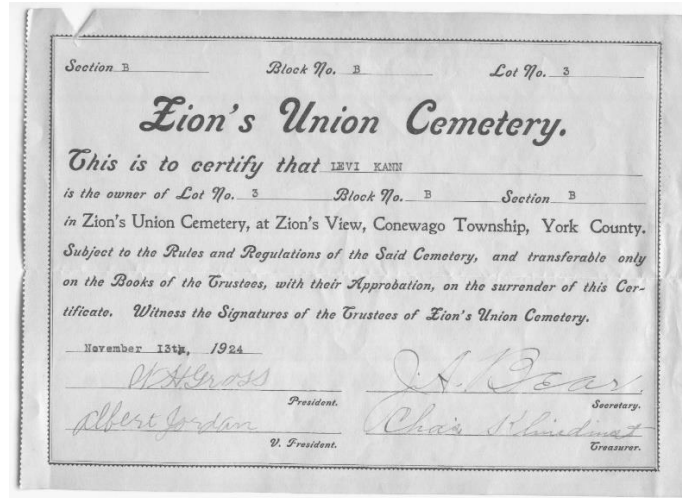 Section B Block No. B Lot No. 3
Zion's Union Cemetery.
This is to certify that LEVI KANN
is the owner of Lot No. 3 Block No. B Section B
in Zion's Union Cemetery, at Zion's View, Conewago Township, York County.
Subject to the Rules and Regulations of the Said Cemetery, and transferable only
on the Books of the Trustees, with their Approbation, on the surrender of this Cer-
tificate. Witness the Signatures of the Trustees of Zion's Union Cemetery.
November 13th, 1924
Gross J. A. Bear.
President. Secretary.
Albert Jordan Chas Kliedinst
V. President. Treasurer.